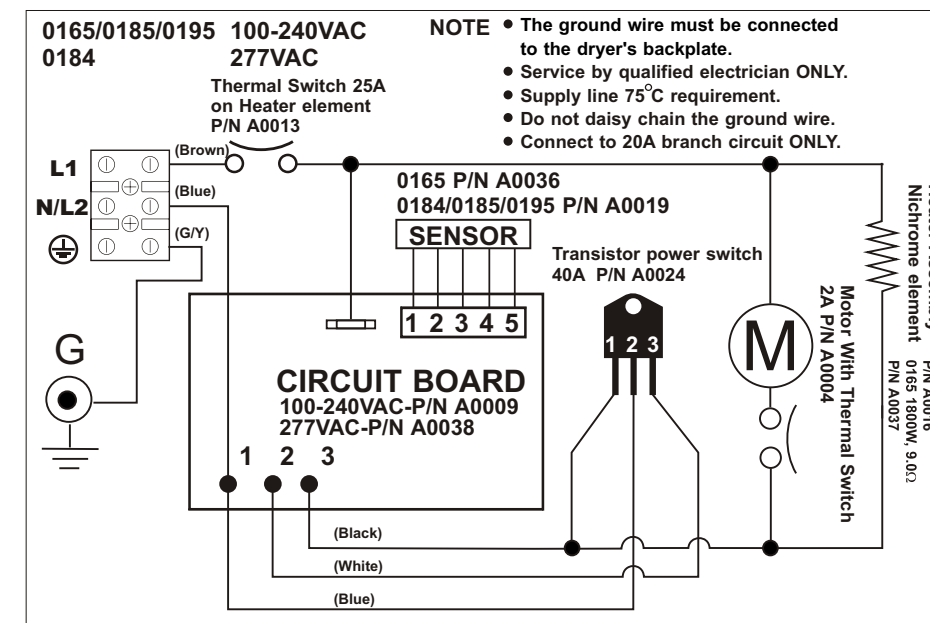 0165/0185/0195 100-240VAC
0184 277VAC
Thermal Switch 25A
on Heater element
P/N A0013
NOTE • The ground wire must be connected
to the dryer's backplate.
• Service by qualified electrician ONLY.
• Supply line 75°C requirement.
• Do not daisy chain the ground wire.
• Connect to 20A branch circuit ONLY.
L1
N/L2
(Brown)
(Blue)
(G/Y)
G
0165 P/N A0036
0184/0185/0195 P/N A0019
SENSOR
1 2 3 4 5
Transistor power switch
40A P/N A0024
1 2 3
CIRCUIT BOARD
100-240VAC-P/N A0009
277VAC-P/N A0038
1 2 3
(Black)
(White)
(Blue)
M
Motor With Thermal Switch
2A P/N A0004
Nichrome element
P/N A0016
0165 1800W, 9.0Ω
P/N A0037